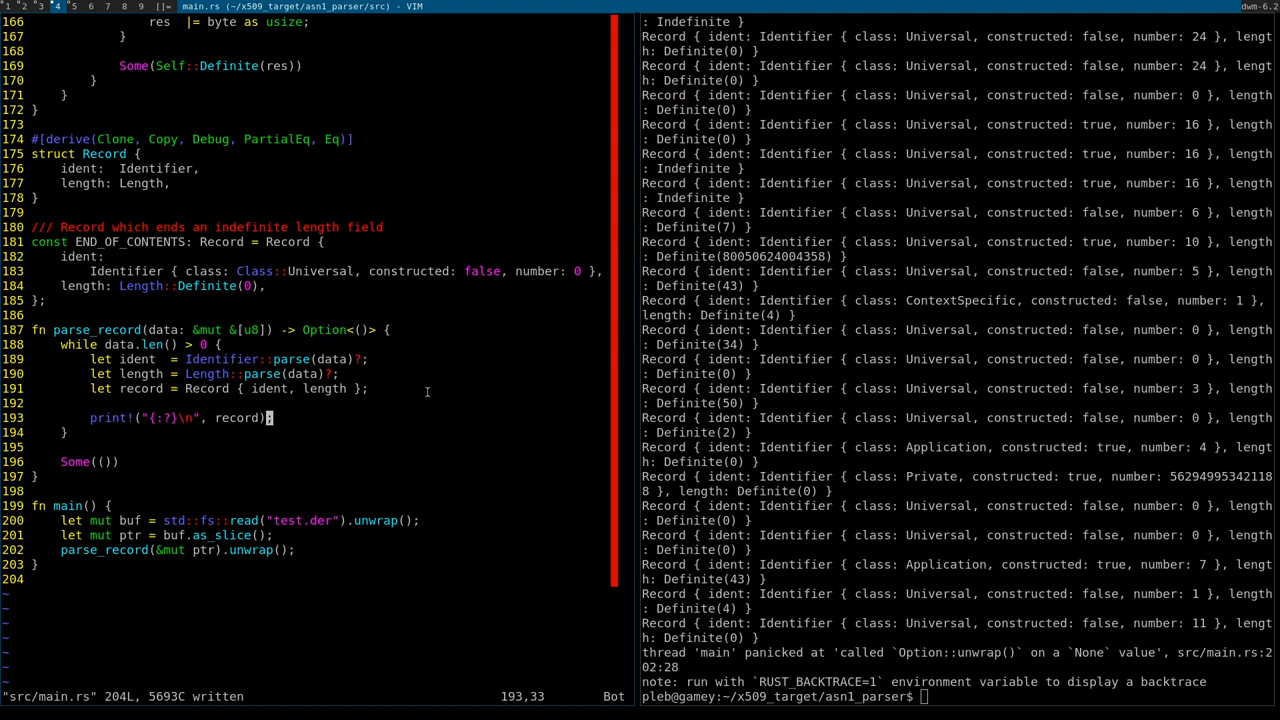 1 2 3 4 5 6 7 8 9 []= main.rs (~/x509_target/asn1_parser/src) - VIM dwm-6.2
166                 res  |= byte as usize;
167             }
168
169             Some(Self::Definite(res))
170         }
171     }
172 }
173
174 #[derive(Clone, Copy, Debug, PartialEq, Eq)]
175 struct Record {
176     ident:  Identifier,
177     length: Length,
178 }
179
180 /// Record which ends an indefinite length field
181 const END_OF_CONTENTS: Record = Record {
182     ident:
183         Identifier { class: Class::Universal, constructed: false, number: 0 },
184     length: Length::Definite(0),
185 };
186
187 fn parse_record(data: &mut &[u8]) -> Option<()> {
188     while data.len() > 0 {
189         let ident  = Identifier::parse(data)?;
190         let length = Length::parse(data)?;
191         let record = Record { ident, length };
192
193         print!("{:?}\n", record);
194     }
195
196     Some(())
197 }
198
199 fn main() {
200     let mut buf = std::fs::read("test.der").unwrap();
201     let mut ptr = buf.as_slice();
202     parse_record(&mut ptr).unwrap();
203 }
204
~
~
~
~
~
~
~
"src/main.rs" 204L, 5693C written 193,33 Bot
: Indefinite }
Record { ident: Identifier { class: Universal, constructed: false, number: 24 }, lengt
h: Definite(0) }
Record { ident: Identifier { class: Universal, constructed: false, number: 24 }, lengt
h: Definite(0) }
Record { ident: Identifier { class: Universal, constructed: false, number: 0 }, length
: Definite(0) }
Record { ident: Identifier { class: Universal, constructed: true, number: 16 }, length
: Definite(0) }
Record { ident: Identifier { class: Universal, constructed: true, number: 16 }, length
: Indefinite }
Record { ident: Identifier { class: Universal, constructed: true, number: 16 }, length
: Indefinite }
Record { ident: Identifier { class: Universal, constructed: false, number: 6 }, length
: Definite(7) }
Record { ident: Identifier { class: Universal, constructed: true, number: 10 }, length
: Definite(80050624004358) }
Record { ident: Identifier { class: Universal, constructed: false, number: 5 }, length
: Definite(43) }
Record { ident: Identifier { class: ContextSpecific, constructed: false, number: 1 },
length: Definite(4) }
Record { ident: Identifier { class: Universal, constructed: false, number: 0 }, length
: Definite(34) }
Record { ident: Identifier { class: Universal, constructed: false, number: 0 }, length
: Definite(0) }
Record { ident: Identifier { class: Universal, constructed: false, number: 3 }, length
: Definite(50) }
Record { ident: Identifier { class: Universal, constructed: false, number: 0 }, length
: Definite(2) }
Record { ident: Identifier { class: Application, constructed: true, number: 4 }, lengt
h: Definite(0) }
Record { ident: Identifier { class: Private, constructed: true, number: 56294995342118
8 }, length: Definite(0) }
Record { ident: Identifier { class: Universal, constructed: false, number: 0 }, length
: Definite(0) }
Record { ident: Identifier { class: Universal, constructed: false, number: 0 }, length
: Definite(0) }
Record { ident: Identifier { class: Application, constructed: true, number: 7 }, lengt
h: Definite(43) }
Record { ident: Identifier { class: Universal, constructed: false, number: 1 }, length
: Definite(4) }
Record { ident: Identifier { class: Universal, constructed: false, number: 11 }, lengt
h: Definite(0) }
thread 'main' panicked at 'called `Option::unwrap()` on a `None` value', src/main.rs:2
02:28
note: run with `RUST_BACKTRACE=1` environment variable to display a backtrace
pleb@gamey:~/x509_target/asn1_parser$